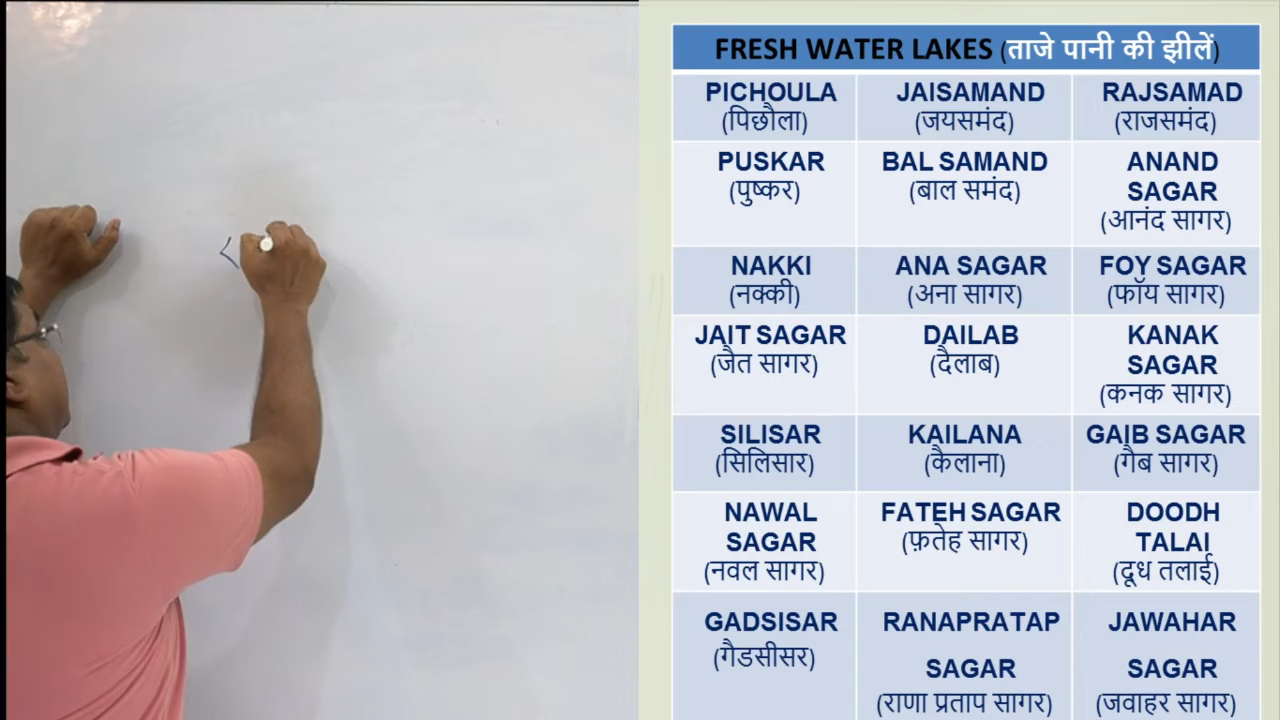 FRESH WATER LAKES (ताजे पानी की झीलें)
PICHOULA
(पिछौला)
JAISAMAND
(जयसमंद)
RAJSAMAD
(राजसमंद)
PUSKAR
(पुष्कर)
BAL SAMAND
(बाल समंद)
ANAND
SAGAR
(आनंद सागर)
NAKKI
(नक्की)
ANA SAGAR
(अना सागर)
FOY SAGAR
(फॉय सागर)
JAIT SAGAR
(जैत सागर)
DAILAB
(दैलाब)
KANAK
SAGAR
(कनक सागर)
SILISAR
(सिलिसार)
KAILANA
(कैलाना)
GAIB SAGAR
(गैब सागर)
NAWAL
SAGAR
(नवल सागर)
FATEH SAGAR
(फ़तेह सागर)
DOODH
TALAI
(दूध तलाई)
GADSISAR
(गैडसीसर)
RANAPRATAP
SAGAR
(राणा प्रताप सागर)
JAWAHAR
SAGAR
(जवाहर सागर)